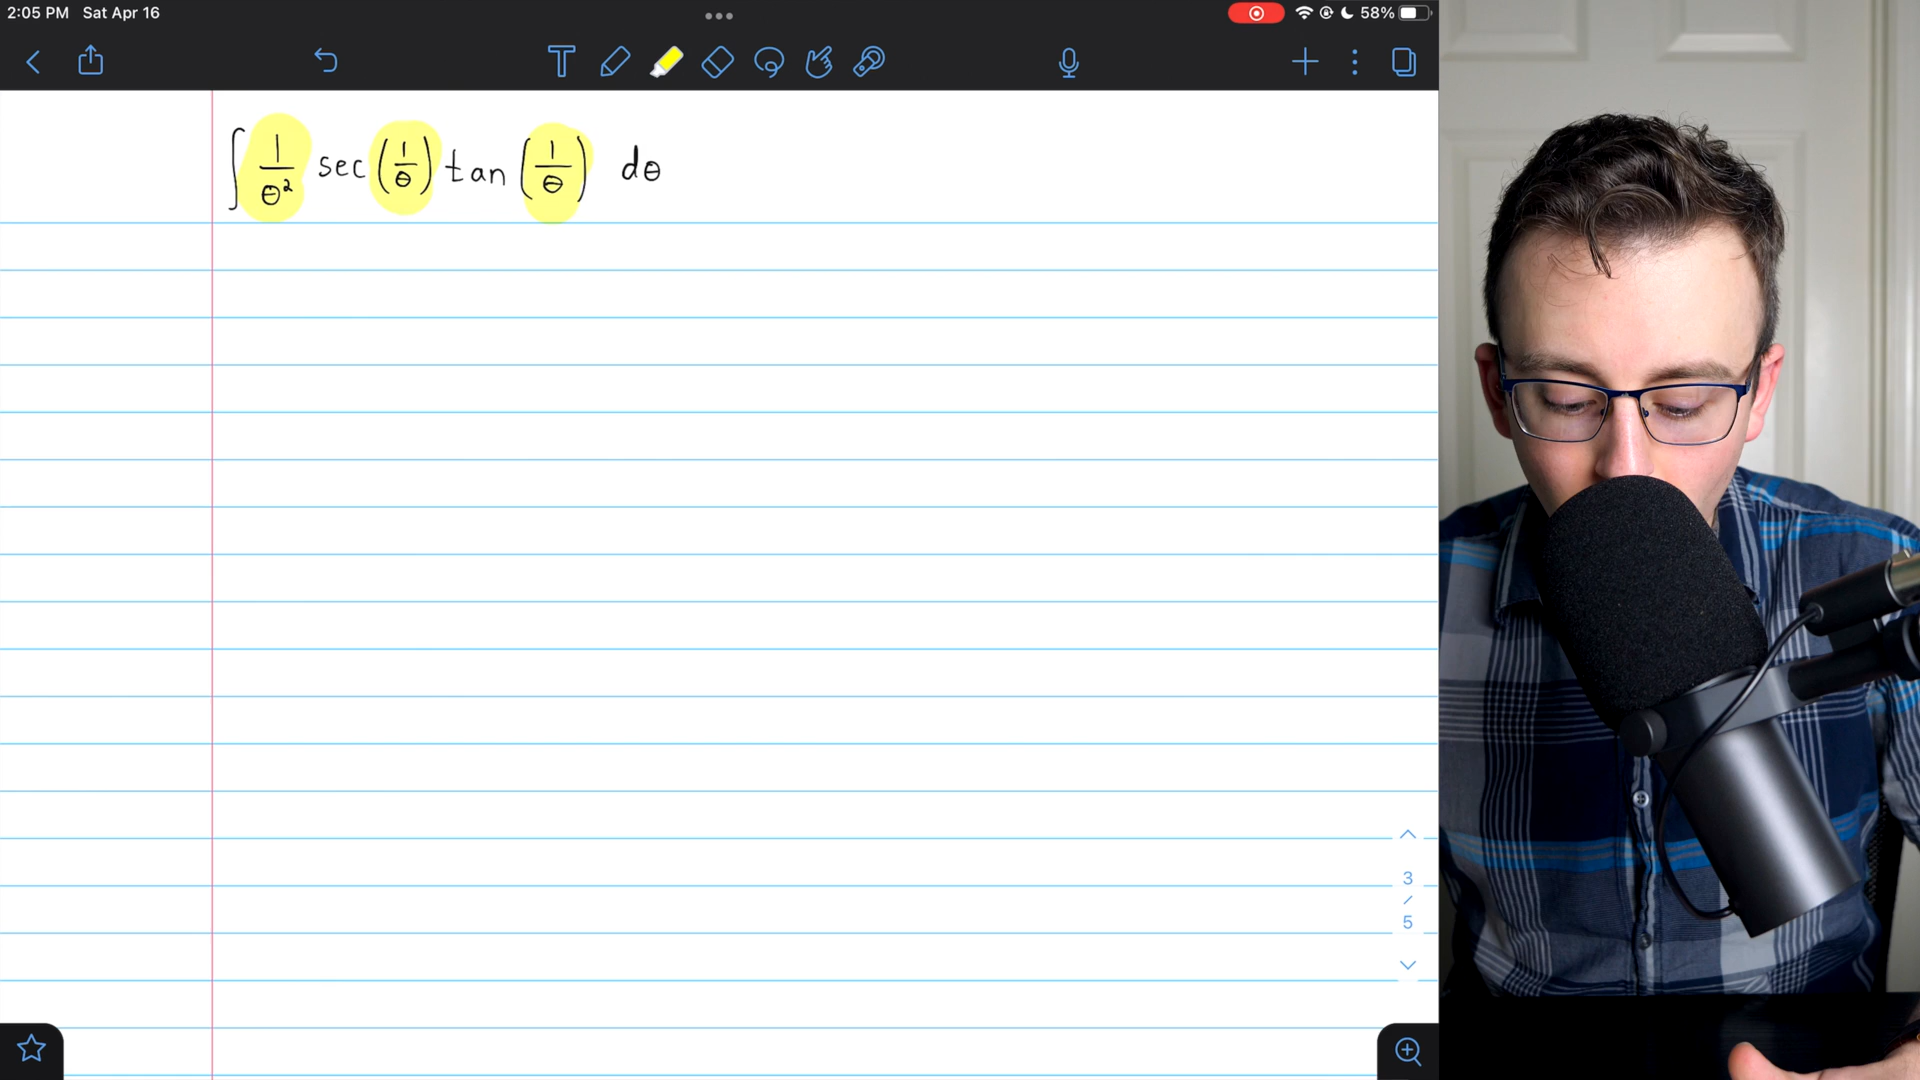 2:05 PM Sat Apr 16
58%
∫ 1/θ² sec(1/θ) tan(1/θ) dθ
3
/
5